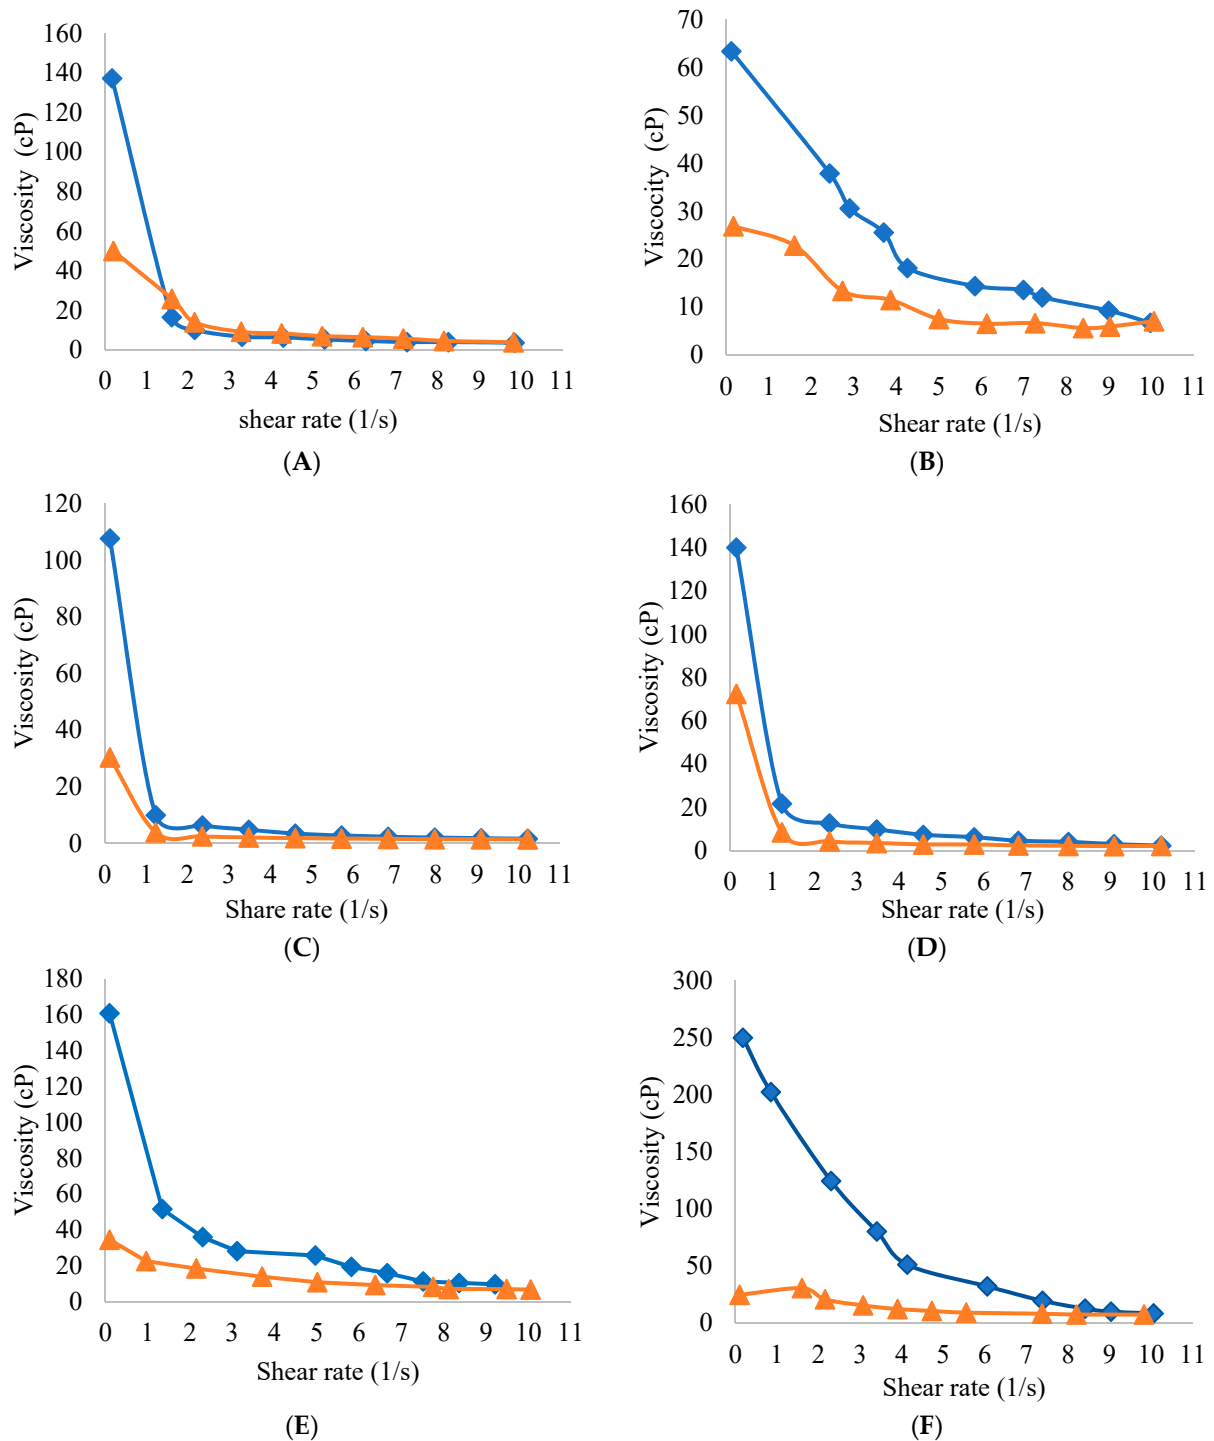 Viscosity (cP)
160
140
120
100
80
60
40
20
0
0 1 2 3 4 5 6 7 8 9 10 11
shear rate (1/s)
(A)
Viscocity (cP)
70
60
50
40
30
20
10
0
0 1 2 3 4 5 6 7 8 9 10 11
Shear rate (1/s)
(B)
Viscosity (cP)
120
100
80
60
40
20
0
0 1 2 3 4 5 6 7 8 9 10 11
Share rate (1/s)
(C)
Viscosity (cP)
160
140
120
100
80
60
40
20
0
0 1 2 3 4 5 6 7 8 9 10 11
Shear rate (1/s)
(D)
Viscosity (cP)
180
160
140
120
100
80
60
40
20
0
0 1 2 3 4 5 6 7 8 9 10 11
Shear rate (1/s)
(E)
Viscosity (cP)
300
250
200
150
100
50
0
0 1 2 3 4 5 6 7 8 9 10 11
Shear rate (1/s)
(F)